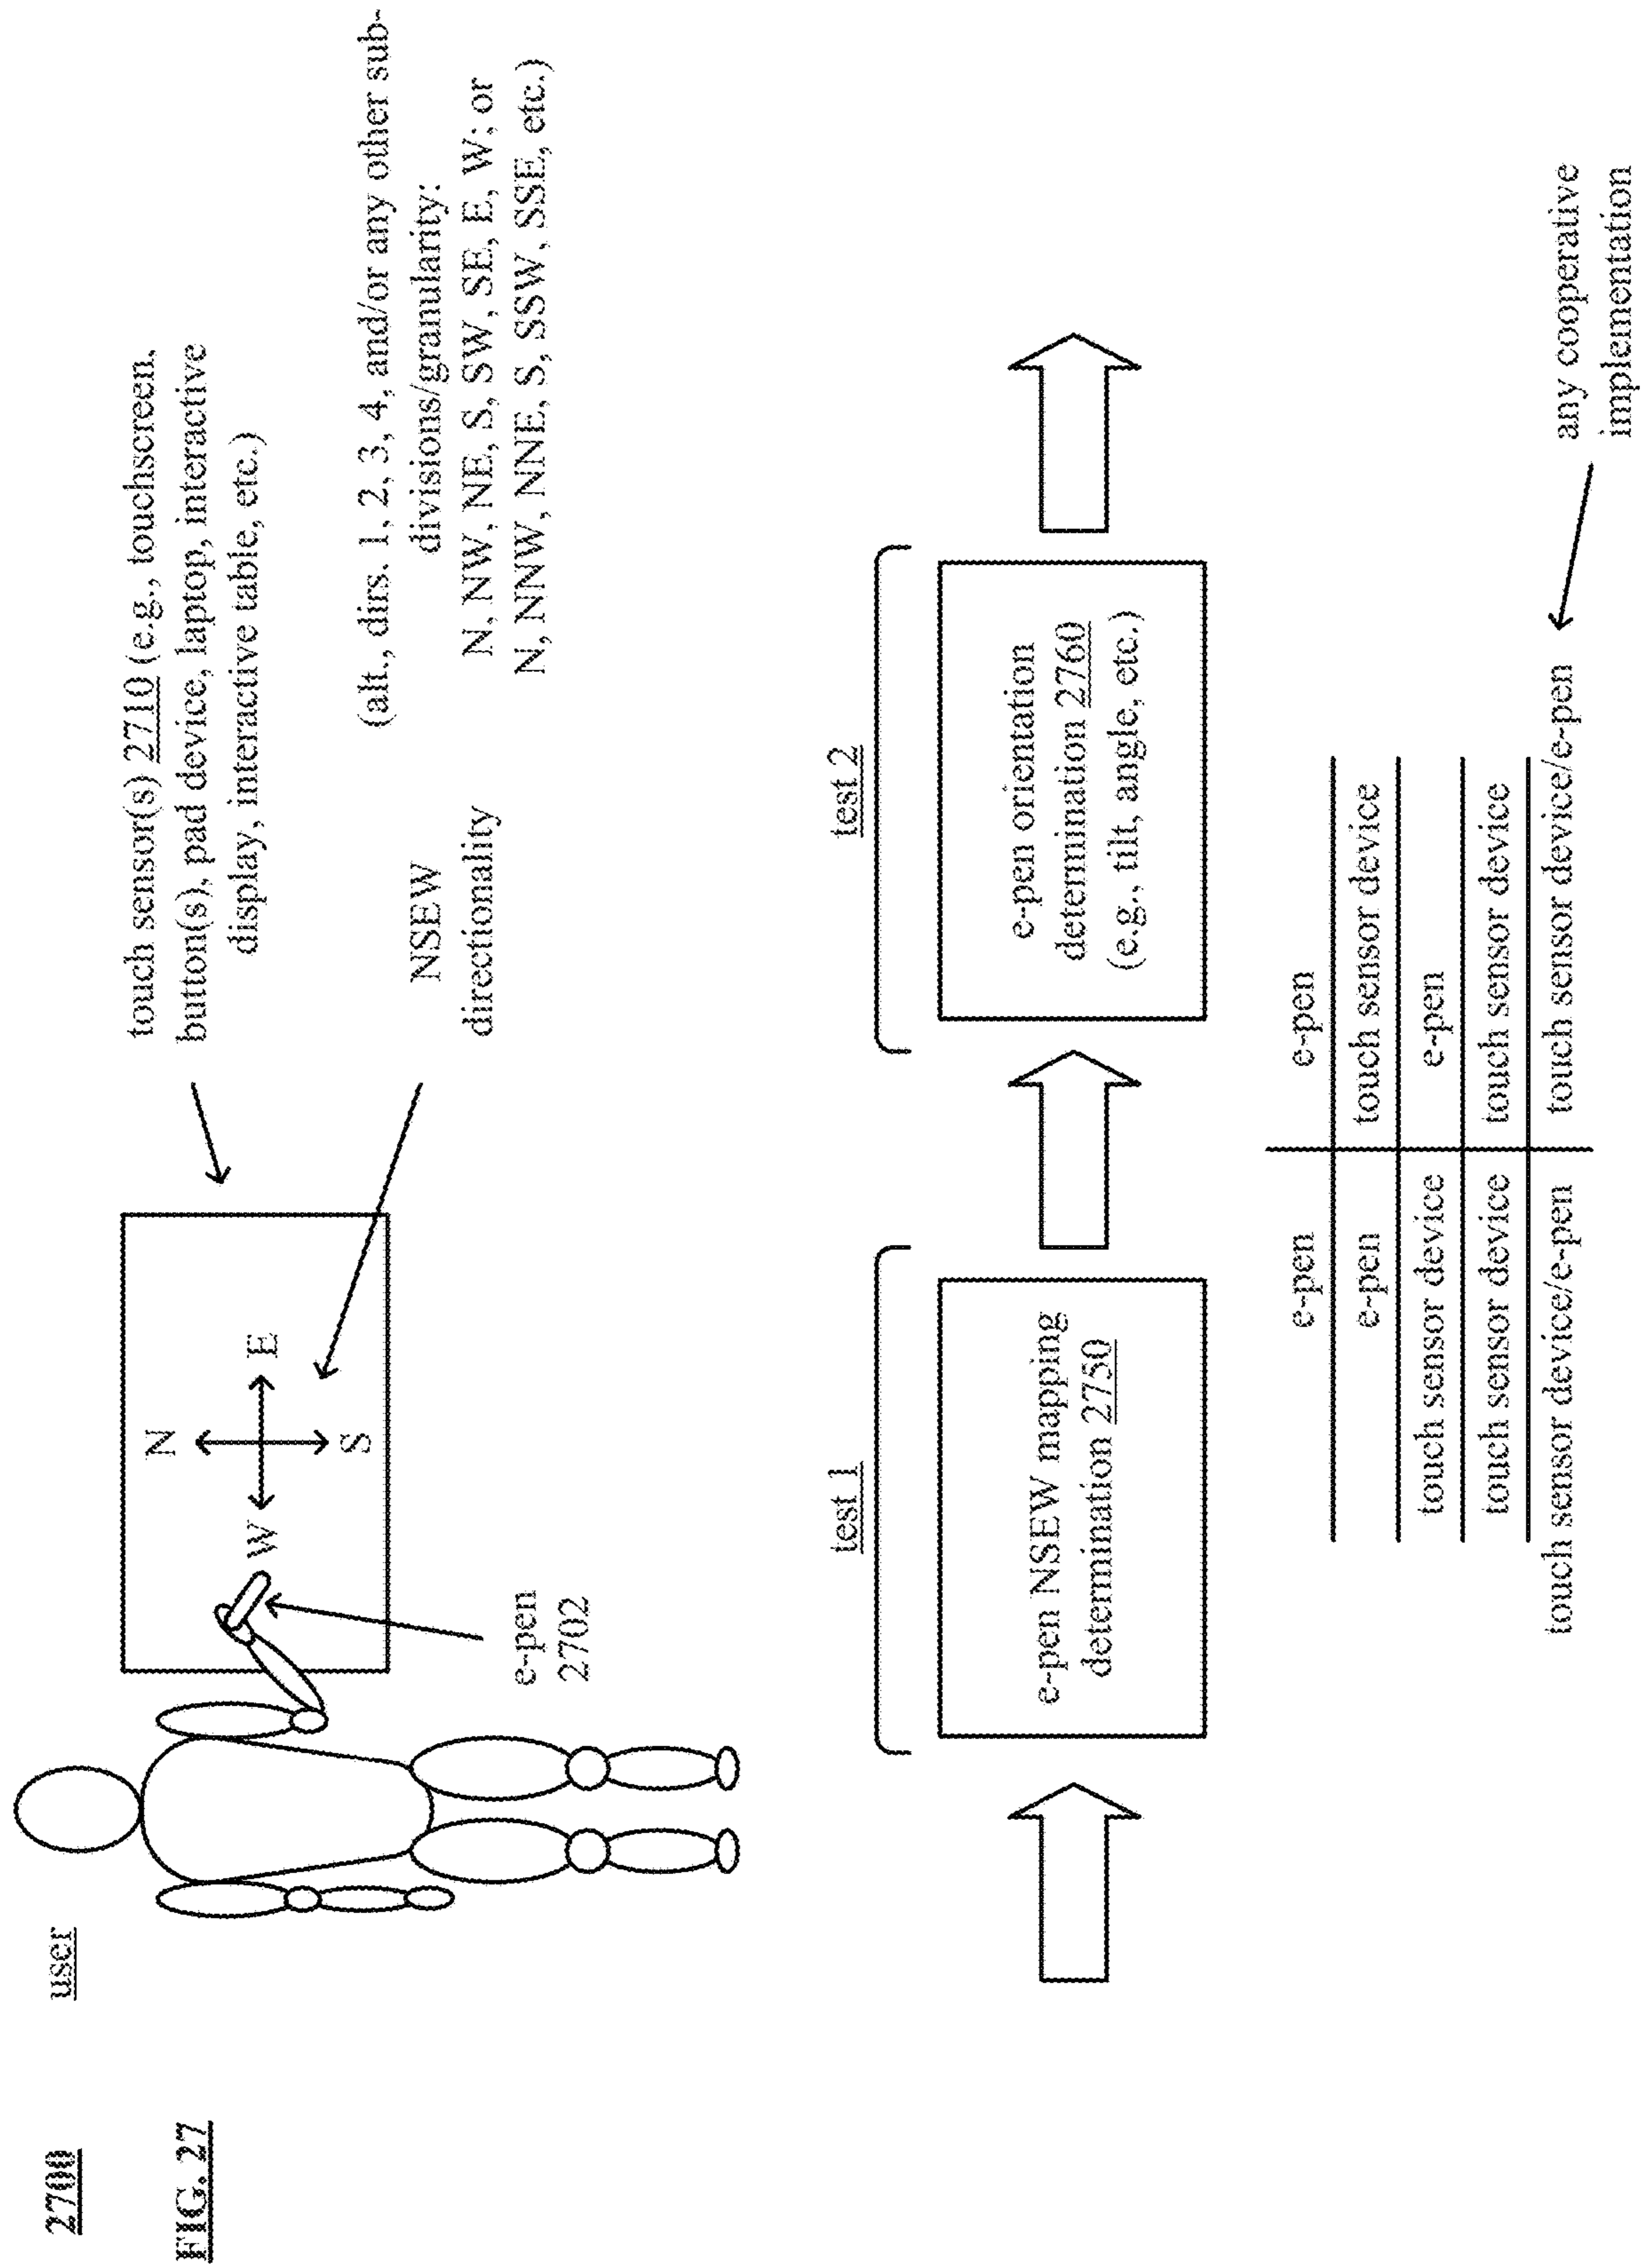 2700
user
FIG. 27
touch sensor(s) 2710 (e.g., touchscreen,
button(s), pad device, laptop, interactive
display, interactive table, etc.)
N
W
E
S
e-pen
2702
NSEW
directionality
(alt., dirs. 1, 2, 3, 4, and/or any other sub-
divisions/granularity:
N, NW, NE, S, SW, SE, E, W; or
N, NNW, NNE, S, SSW, SSE, etc.)
test 1
e-pen NSEW mapping
determination 2750
test 2
e-pen orientation
determination 2760
(e.g., tilt, angle, etc.)
e-pen e-pen
e-pen touch sensor device
touch sensor device e-pen
touch sensor device touch sensor device
touch sensor device/e-pen touch sensor device/e-pen
any cooperative
implementation